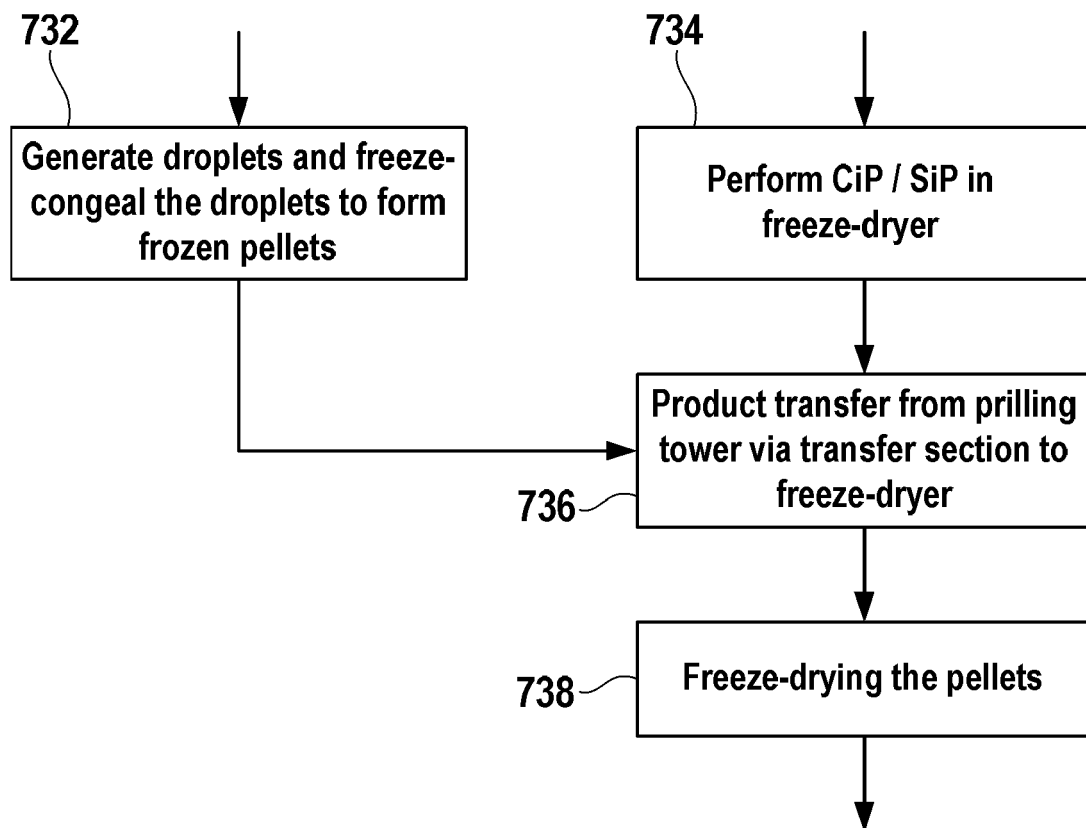 732
Generate droplets and freeze-
congeal the droplets to form
frozen pellets
734
Perform CiP / SiP in
freeze-dryer
Product transfer from prilling
tower via transfer section to
freeze-dryer
736
Freeze-drying the pellets
738